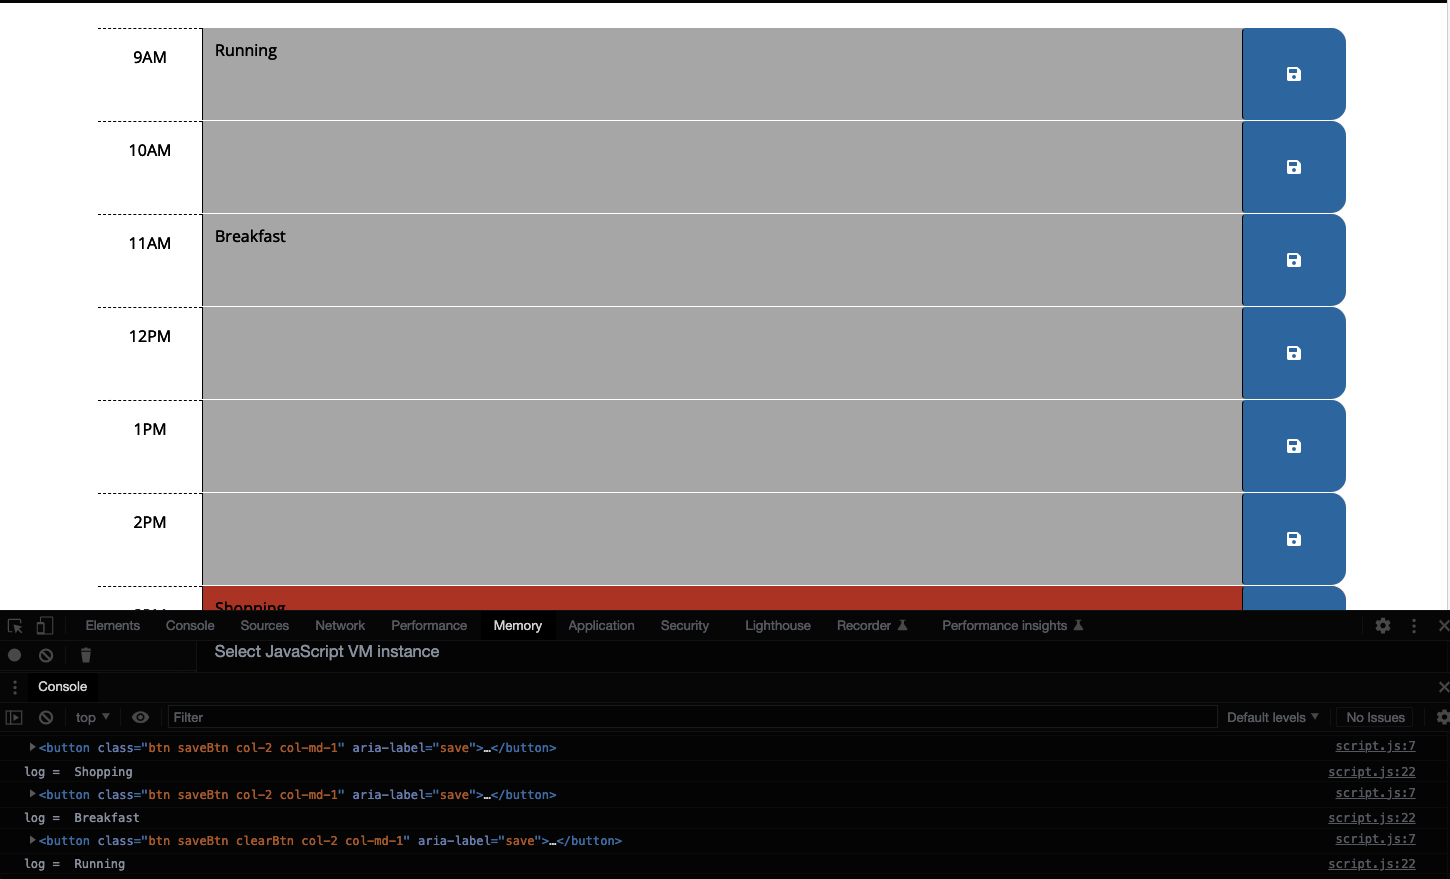 9AM Running
10AM
11AM Breakfast
12PM
1PM
2PM
Shopping
Elements Console Sources Network Performance Memory Application Security Lighthouse Recorder Performance insights
Select JavaScript VM instance
Console
top Filter Default levels No Issues
<button class="btn saveBtn col-2 col-md-1" aria-label="save">…</button> script.js:7
log = Shopping script.js:22
<button class="btn saveBtn col-2 col-md-1" aria-label="save">…</button> script.js:7
log = Breakfast script.js:22
<button class="btn saveBtn clearBtn col-2 col-md-1" aria-label="save">…</button> script.js:7
log = Running script.js:22